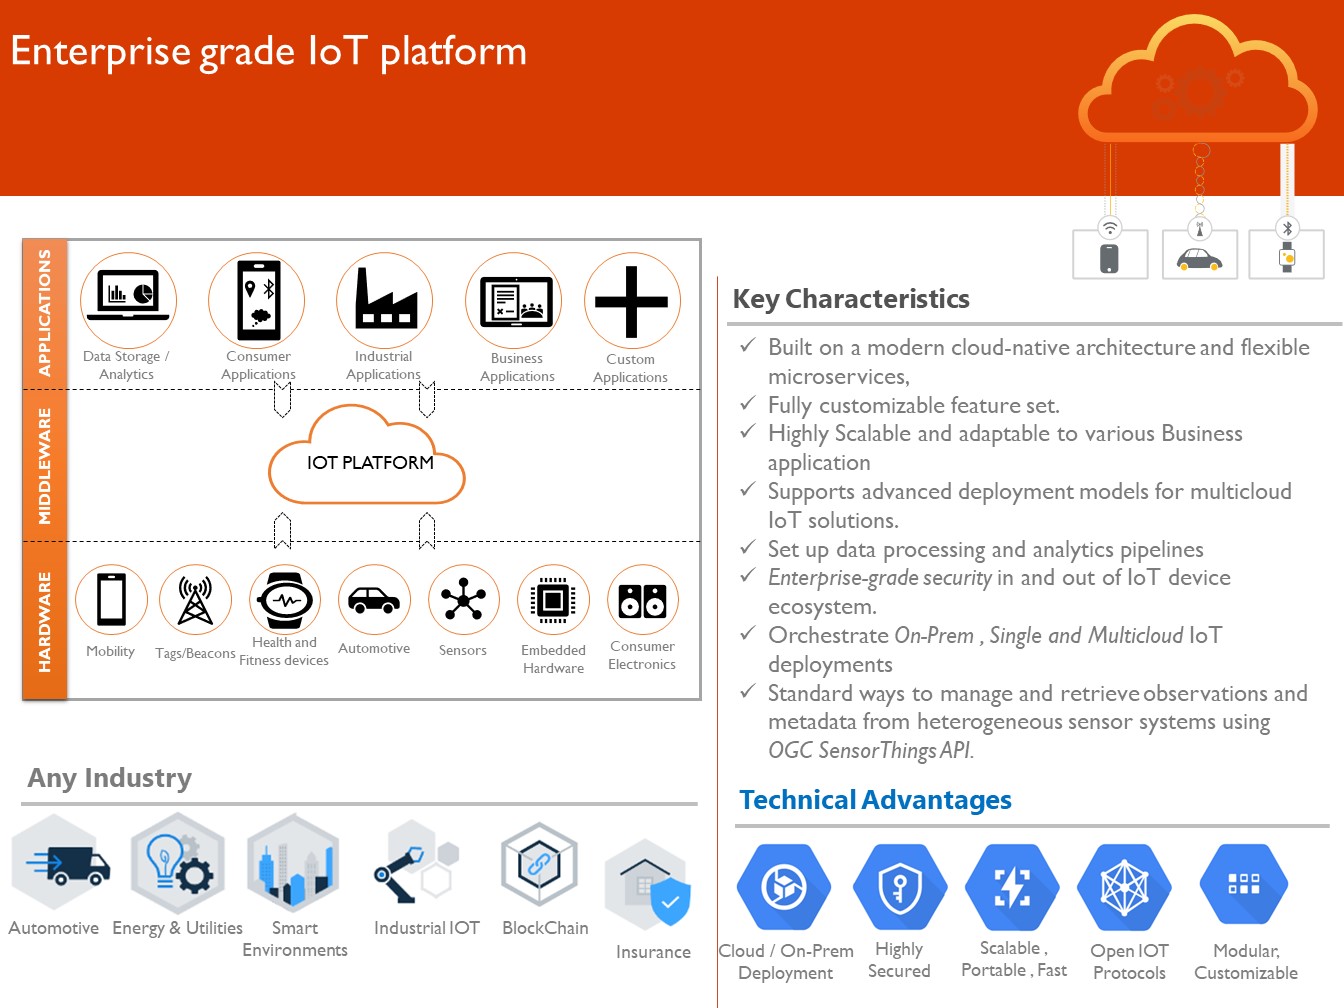 Enterprise grade IoT platform
APPLICATIONS
Data Storage /
Analytics
Consumer
Applications
Industrial
Applications
Business
Applications
Custom
Applications
MIDDLEWARE
IOT PLATFORM
HARDWARE
Mobility
Tags/Beacons
Health and
Fitness devices
Automotive
Sensors
Embedded
Hardware
Consumer
Electronics
Any Industry
Automotive
Energy & Utilities
Smart
Environments
Industrial IOT
BlockChain
Insurance
Key Characteristics
✓ Built on a modern cloud-native architecture and flexible
microservices,
✓ Fully customizable feature set.
✓ Highly Scalable and adaptable to various Business
application
✓ Supports advanced deployment models for multicloud
IoT solutions.
✓ Set up data processing and analytics pipelines
✓ Enterprise-grade security in and out of IoT device
ecosystem.
✓ Orchestrate On-Prem , Single and Multicloud IoT
deployments
✓ Standard ways to manage and retrieve observations and
metadata from heterogeneous sensor systems using
OGC SensorThings API.
Technical Advantages
Cloud / On-Prem
Deployment
Highly
Secured
Scalable ,
Portable , Fast
Open IOT
Protocols
Modular,
Customizable